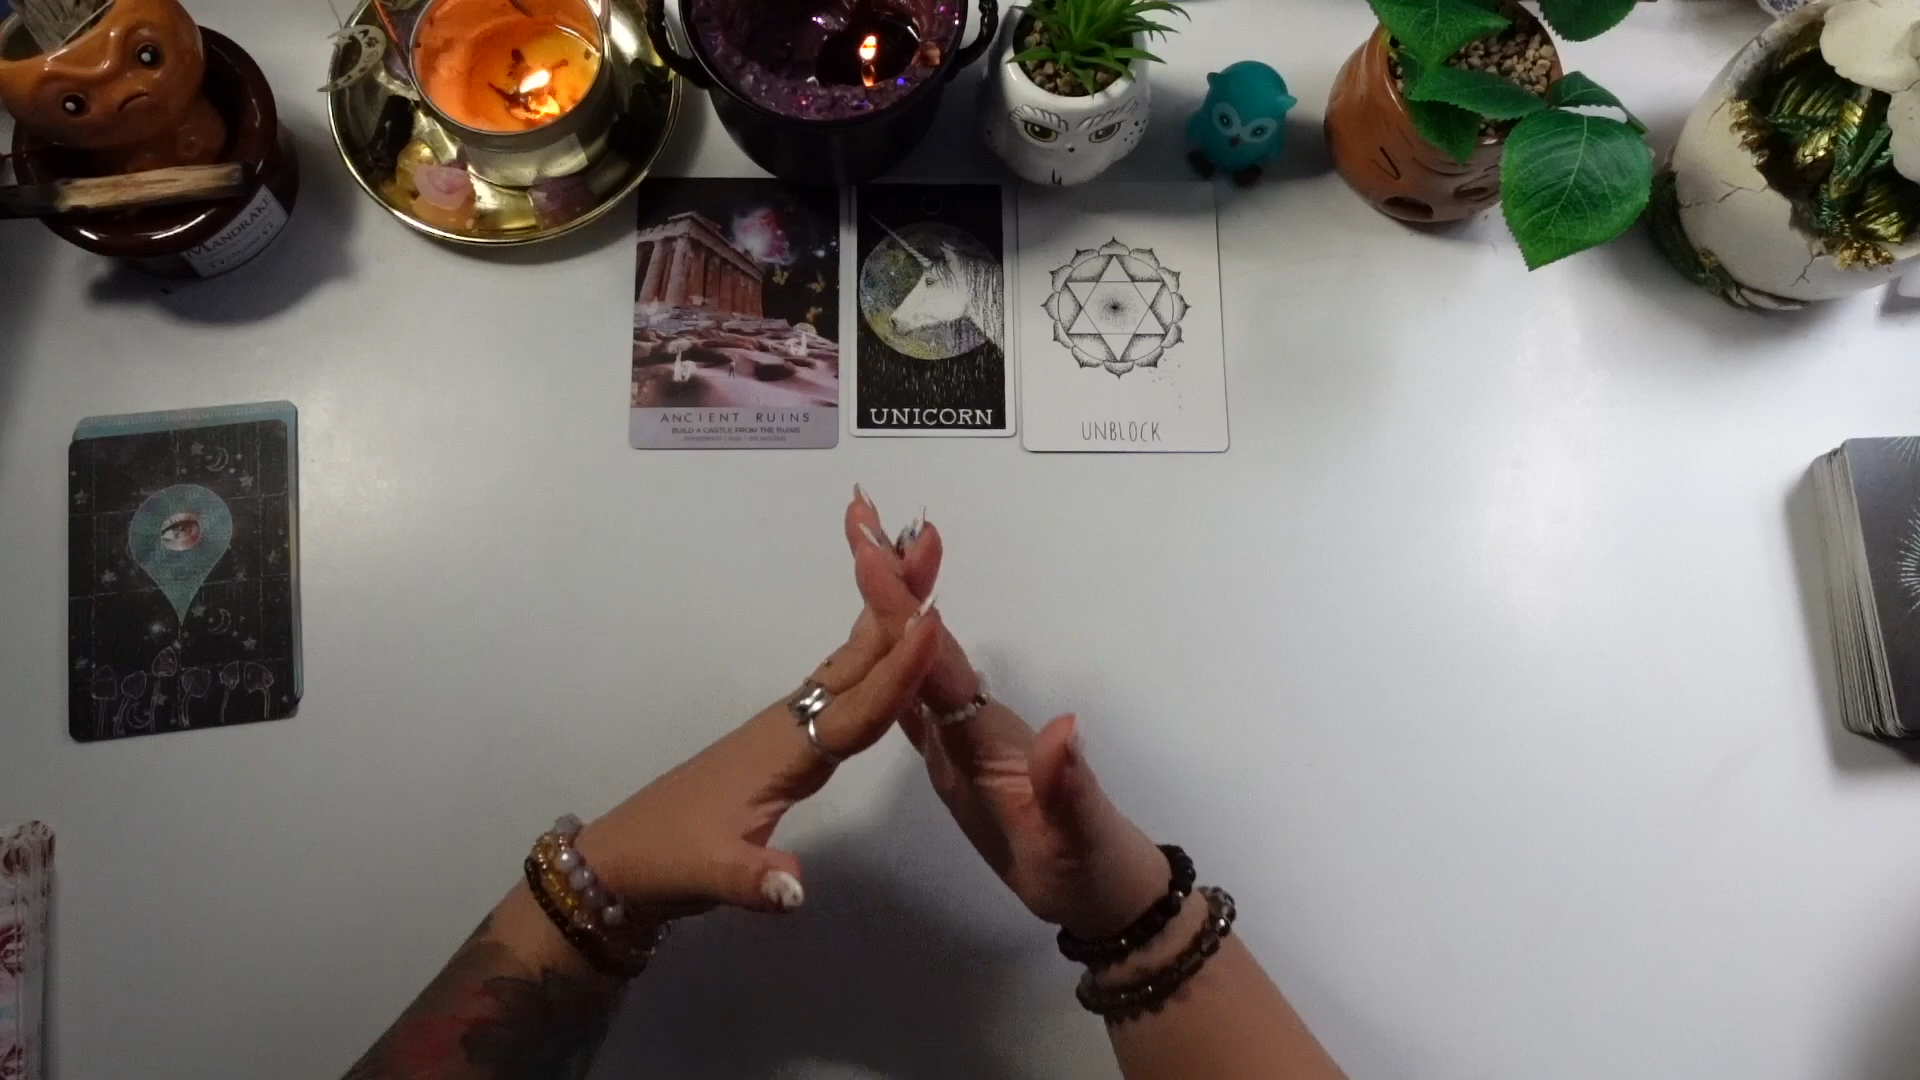 MANDRAKE
ANCIENT RUINS
BUILD A CASTLE FROM THE RUINS
UNICORN
UNBLOCK